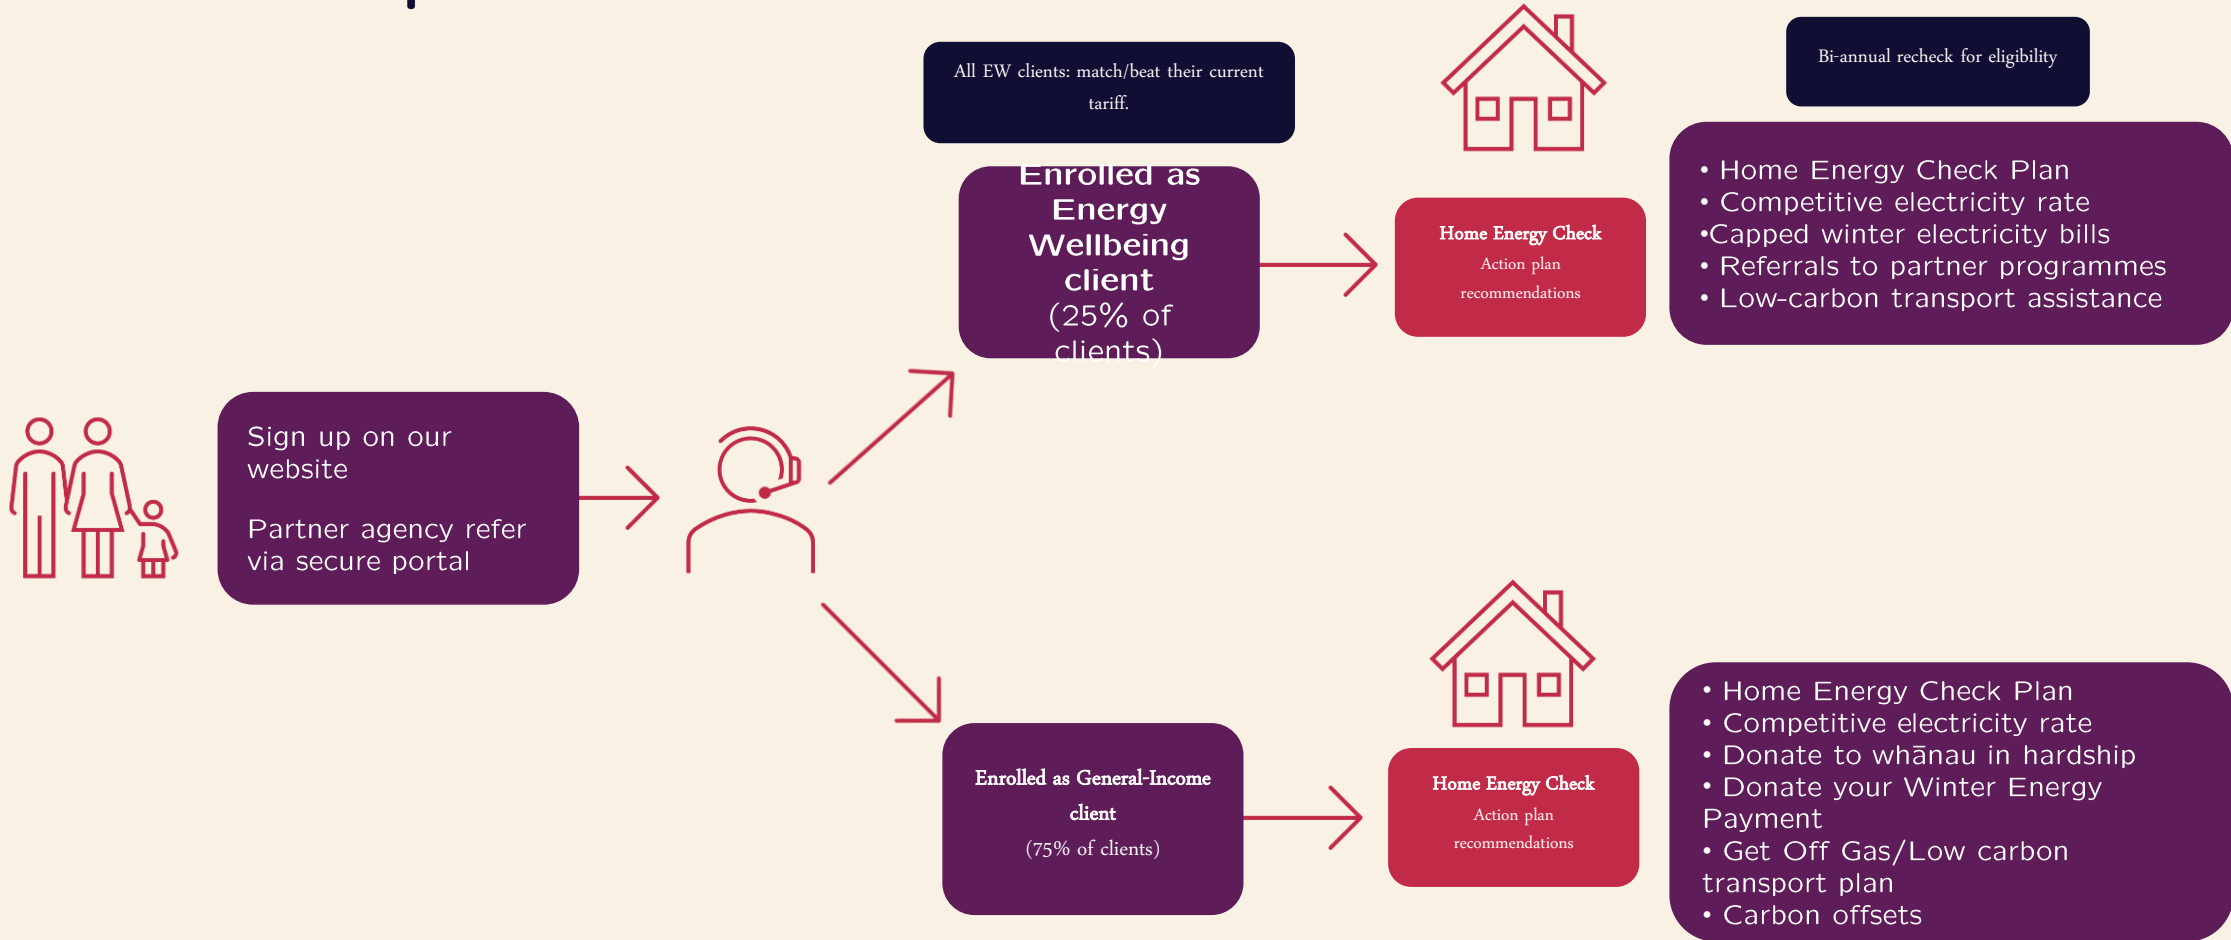 All EW clients: match/beat their current
tariff.
Bi-annual recheck for eligibility
Enrolled as
Energy
Wellbeing
client
(25% of
clients)
Home Energy Check
Action plan
recommendations
• Home Energy Check Plan
• Competitive electricity rate
•Capped winter electricity bills
• Referrals to partner programmes
• Low-carbon transport assistance
Sign up on our
website
Partner agency refer
via secure portal
Enrolled as General-Income
client
(75% of clients)
Home Energy Check
Action plan
recommendations
• Home Energy Check Plan
• Competitive electricity rate
• Donate to whānau in hardship
• Donate your Winter Energy
Payment
• Get Off Gas/Low carbon
transport plan
• Carbon offsets